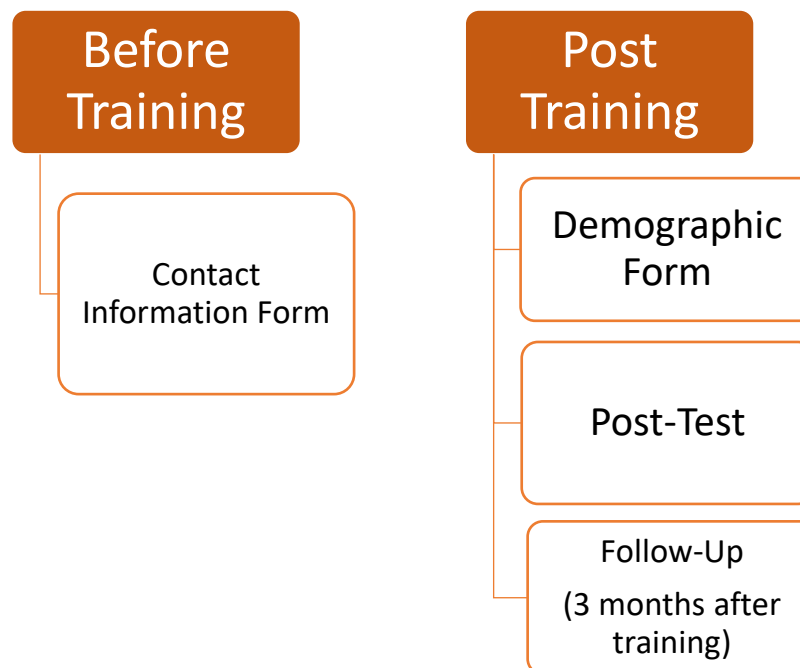 Before
Training
Contact
Information Form
Post
Training
Demographic
Form
Post-Test
Follow-Up
(3 months after
training)